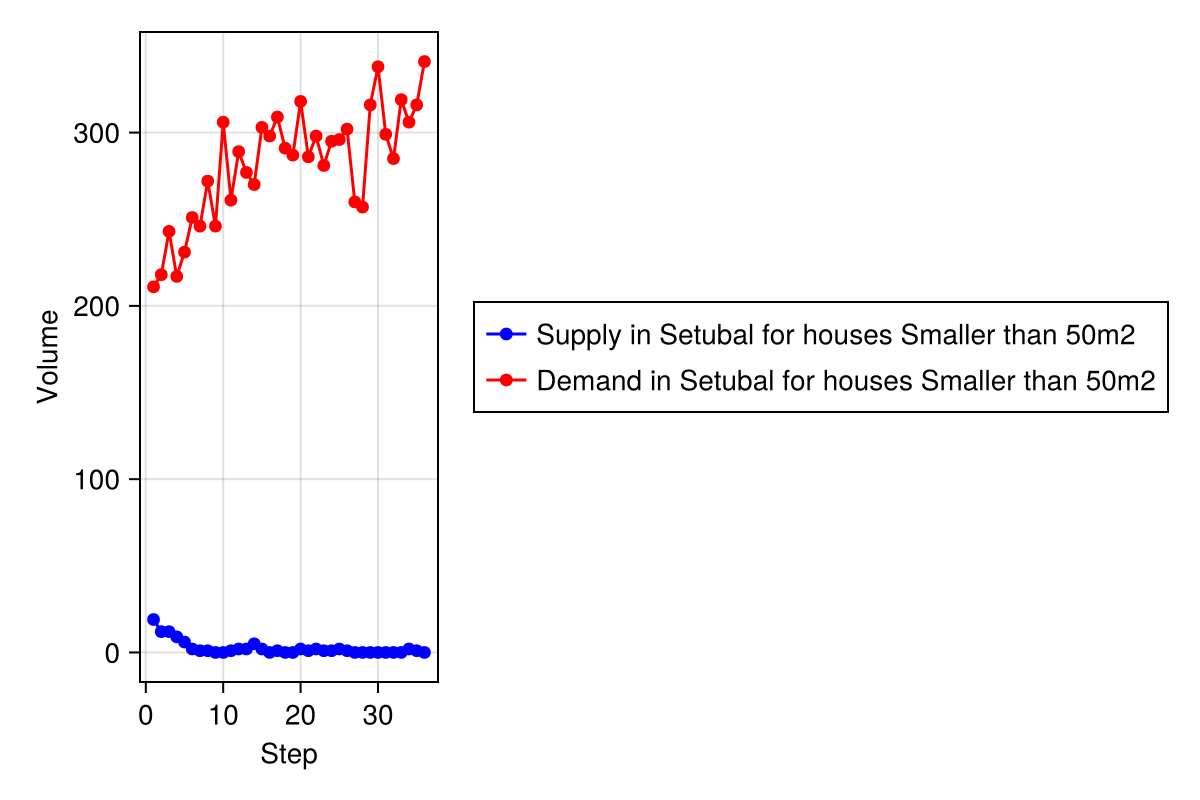 Volume
300
200
100
0
0 10 20 30
Step
Supply in Setubal for houses Smaller than 50m2
Demand in Setubal for houses Smaller than 50m2